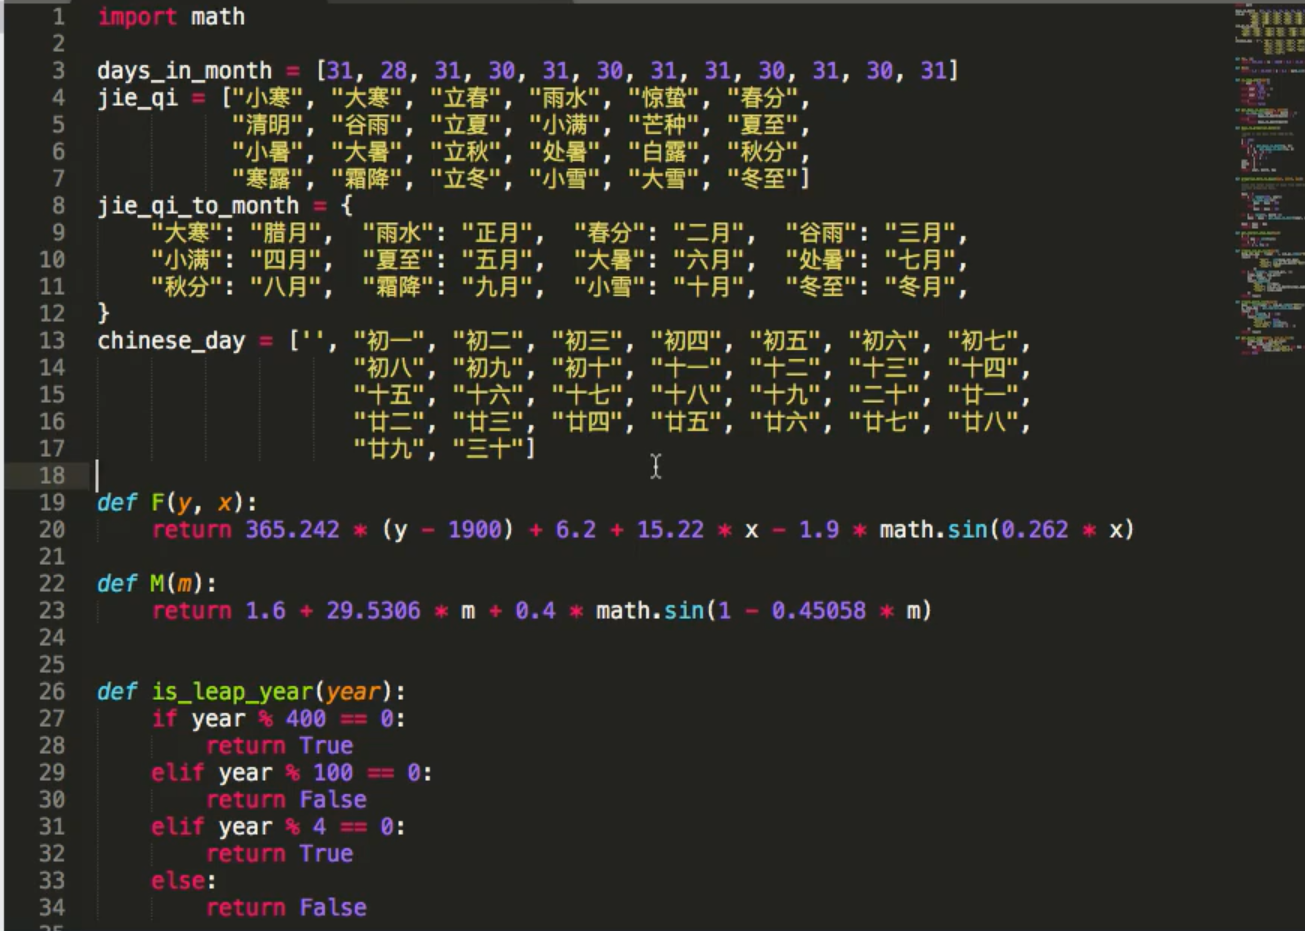 1 import math
2
3 days_in_month = [31, 28, 31, 30, 31, 30, 31, 31, 30, 31, 30, 31]
4 jie_qi = ["小寒", "大寒", "立春", "雨水", "惊蛰", "春分",
5 "清明", "谷雨", "立夏", "小满", "芒种", "夏至",
6 "小暑", "大暑", "立秋", "处暑", "白露", "秋分",
7 "寒露", "霜降", "立冬", "小雪", "大雪", "冬至"]
8 jie_qi_to_month = {
9 "大寒": "腊月", "雨水": "正月", "春分": "二月", "谷雨": "三月",
10 "小满": "四月", "夏至": "五月", "大暑": "六月", "处暑": "七月",
11 "秋分": "八月", "霜降": "九月", "小雪": "十月", "冬至": "冬月",
12 }
13 chinese_day = ['', "初一", "初二", "初三", "初四", "初五", "初六", "初七",
14 "初八", "初九", "初十", "十一", "十二", "十三", "十四",
15 "十五", "十六", "十七", "十八", "十九", "二十", "廿一",
16 "廿二", "廿三", "廿四", "廿五", "廿六", "廿七", "廿八",
17 "廿九", "三十"]
18
19 def F(y, x):
20 return 365.242 * (y - 1900) + 6.2 + 15.22 * x - 1.9 * math.sin(0.262 * x)
21
22 def M(m):
23 return 1.6 + 29.5306 * m + 0.4 * math.sin(1 - 0.45058 * m)
24
25
26 def is_leap_year(year):
27 if year % 400 == 0:
28 return True
29 elif year % 100 == 0:
30 return False
31 elif year % 4 == 0:
32 return True
33 else:
34 return False